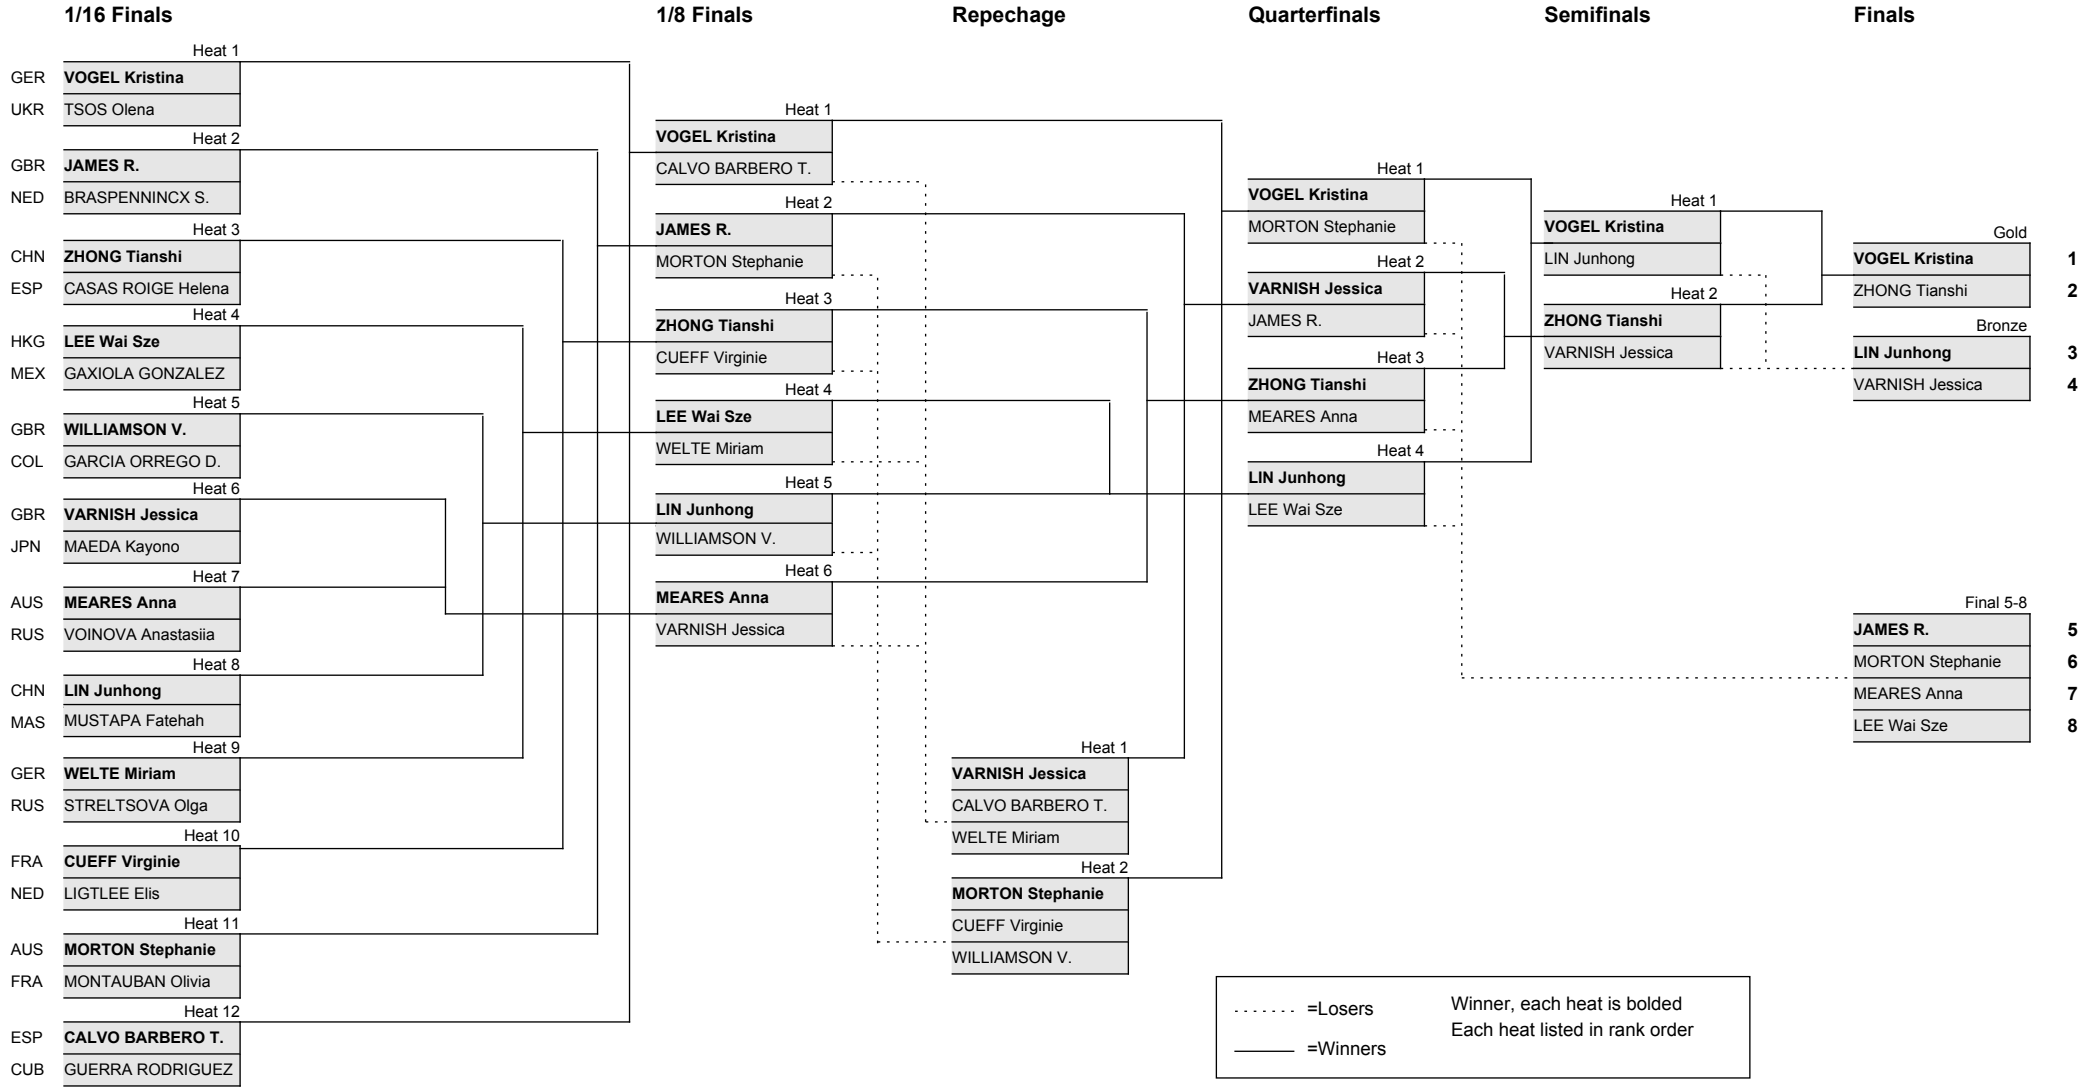 1/16 Finals
1/8 Finals
Repechage
Quarterfinals
Semifinals
Finals
Heat 1
GER VOGEL Kristina
UKR TSOS Olena
Heat 2
GBR JAMES R.
NED BRASPENNINCX S.
Heat 3
CHN ZHONG Tianshi
ESP CASAS ROIGE Helena
Heat 4
HKG LEE Wai Sze
MEX GAXIOLA GONZALEZ
Heat 5
GBR WILLIAMSON V.
COL GARCIA ORREGO D.
Heat 6
GBR VARNISH Jessica
JPN MAEDA Kayono
Heat 7
AUS MEARES Anna
RUS VOINOVA Anastasiia
Heat 8
CHN LIN Junhong
MAS MUSTAPA Fatehah
Heat 9
GER WELTE Miriam
RUS STRELTSOVA Olga
Heat 10
FRA CUEFF Virginie
NED LIGTLEE Elis
Heat 11
AUS MORTON Stephanie
FRA MONTAUBAN Olivia
Heat 12
ESP CALVO BARBERO T.
CUB GUERRA RODRIGUEZ
Heat 1
VOGEL Kristina
CALVO BARBERO T.
Heat 2
JAMES R.
MORTON Stephanie
Heat 3
ZHONG Tianshi
CUEFF Virginie
Heat 4
LEE Wai Sze
WELTE Miriam
Heat 5
LIN Junhong
WILLIAMSON V.
Heat 6
MEARES Anna
VARNISH Jessica
Heat 1
VARNISH Jessica
CALVO BARBERO T.
WELTE Miriam
Heat 2
MORTON Stephanie
CUEFF Virginie
WILLIAMSON V.
Heat 1
VOGEL Kristina
MORTON Stephanie
Heat 2
VARNISH Jessica
JAMES R.
Heat 3
ZHONG Tianshi
MEARES Anna
Heat 4
LIN Junhong
LEE Wai Sze
Heat 1
VOGEL Kristina
LIN Junhong
Heat 2
ZHONG Tianshi
VARNISH Jessica
Gold
VOGEL Kristina 1
ZHONG Tianshi 2
Bronze
LIN Junhong 3
VARNISH Jessica 4
Final 5-8
JAMES R. 5
MORTON Stephanie 6
MEARES Anna 7
LEE Wai Sze 8
=Losers
=Winners
Winner, each heat is bolded
Each heat listed in rank order